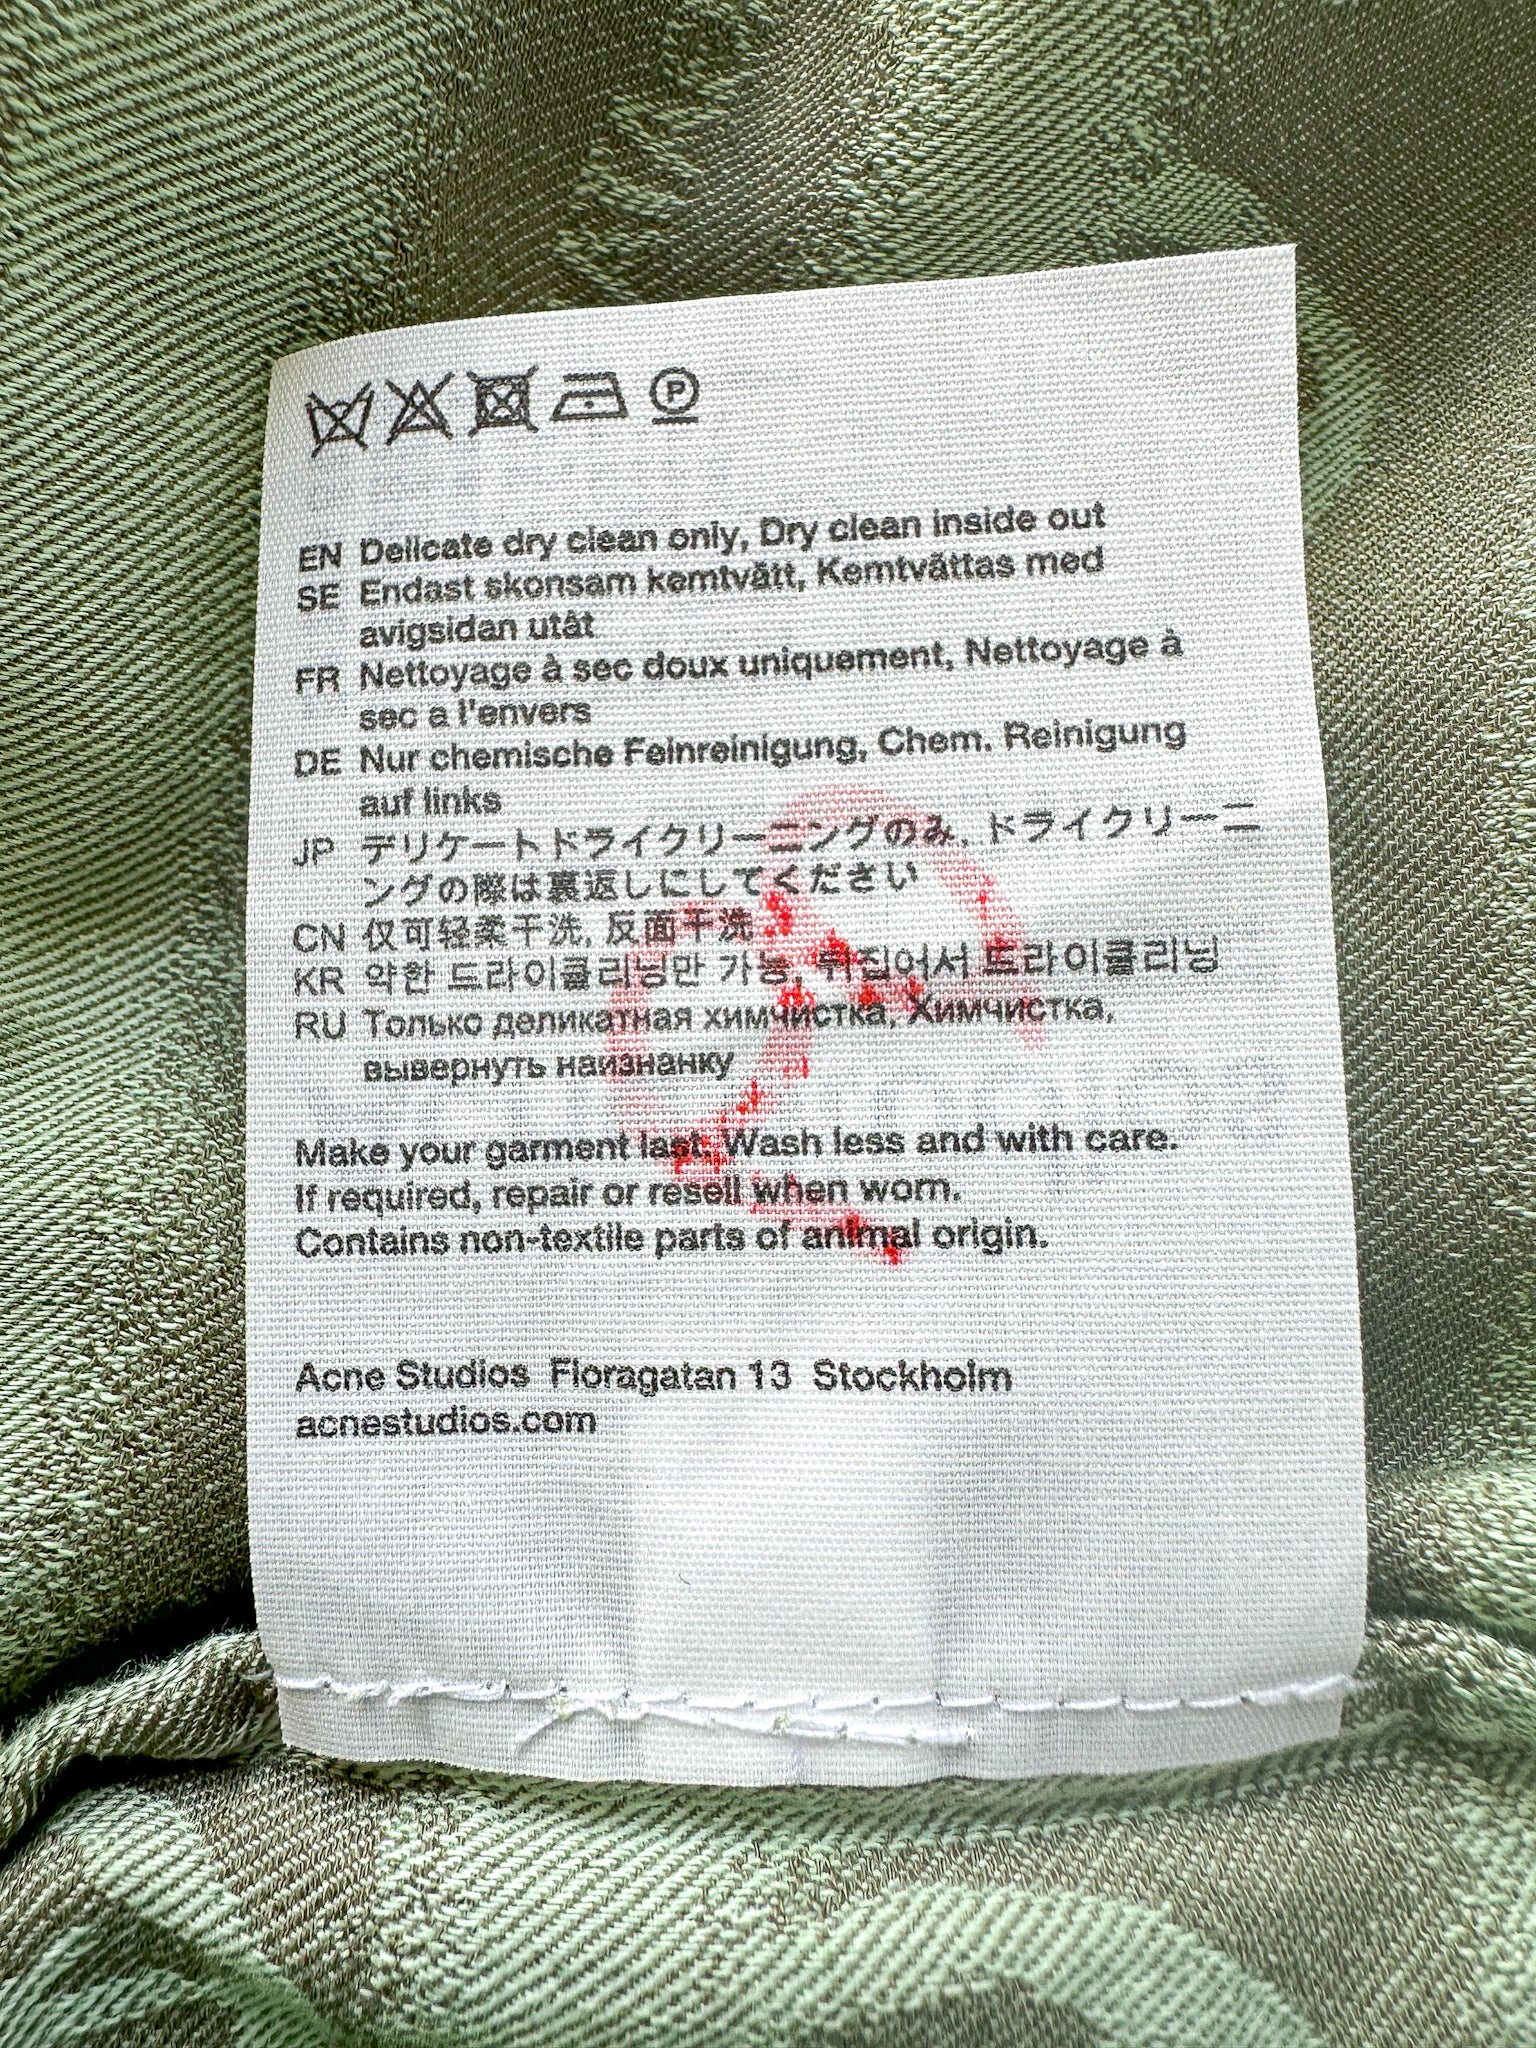 EN Delicate dry clean only, Dry clean inside out
SE Endast skonsam kemtvätt, Kemtvättas med
avigsidan utåt
FR Nettoyage à sec doux uniquement, Nettoyage à
sec a l'envers
DE Nur chemische Feinreinigung, Chem. Reinigung
auf links
JP デリケートドライクリーニングのみ, ドライクリーニ
ングの際は裏返しにしてください
CN 仅可轻柔干洗, 反面干洗
KR 약한 드라이클리닝만 가능, 뒤집어서 드라이클리닝
RU Только деликатная химчистка, Химчистка,
вывернуть наизнанку
Make your garment last. Wash less and with care.
If required, repair or resell when worn.
Contains non-textile parts of animal origin.
Acne Studios Floragatan 13 Stockholm
acnestudios.com